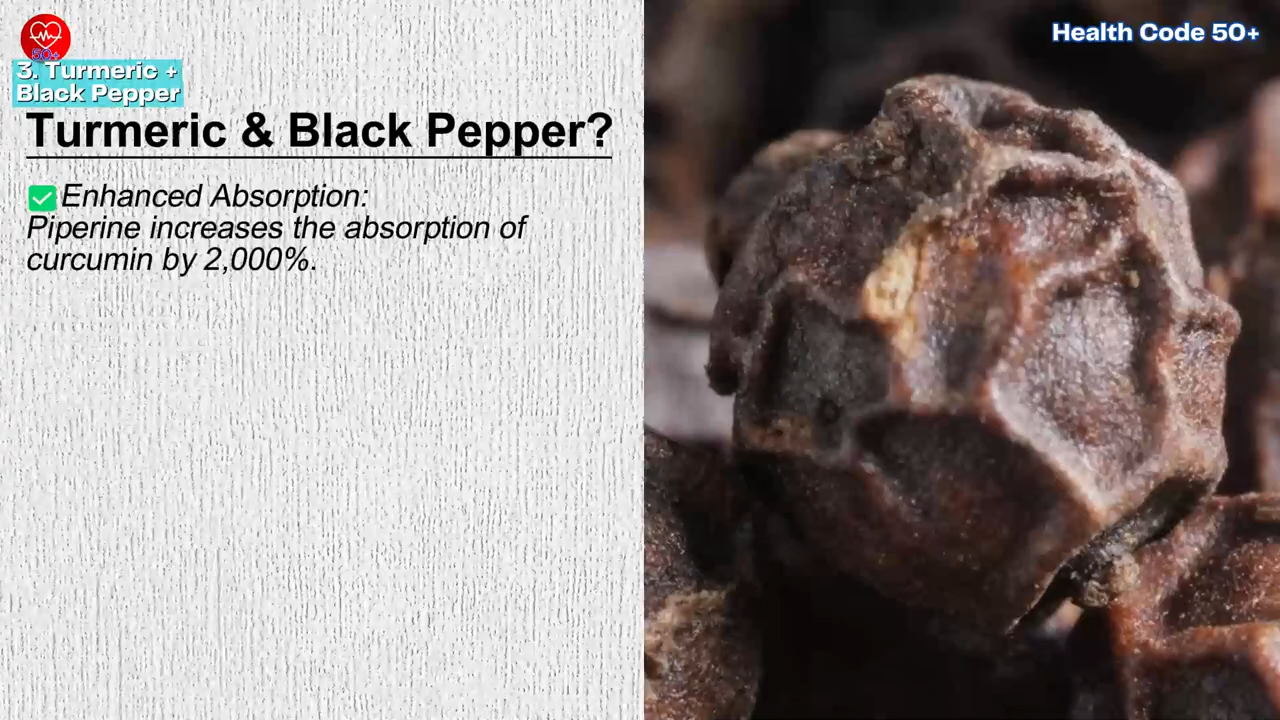 Health Code 50+
50+
3. Turmeric +
Black Pepper
Turmeric & Black Pepper?
✅Enhanced Absorption:
Piperine increases the absorption of
curcumin by 2,000%.